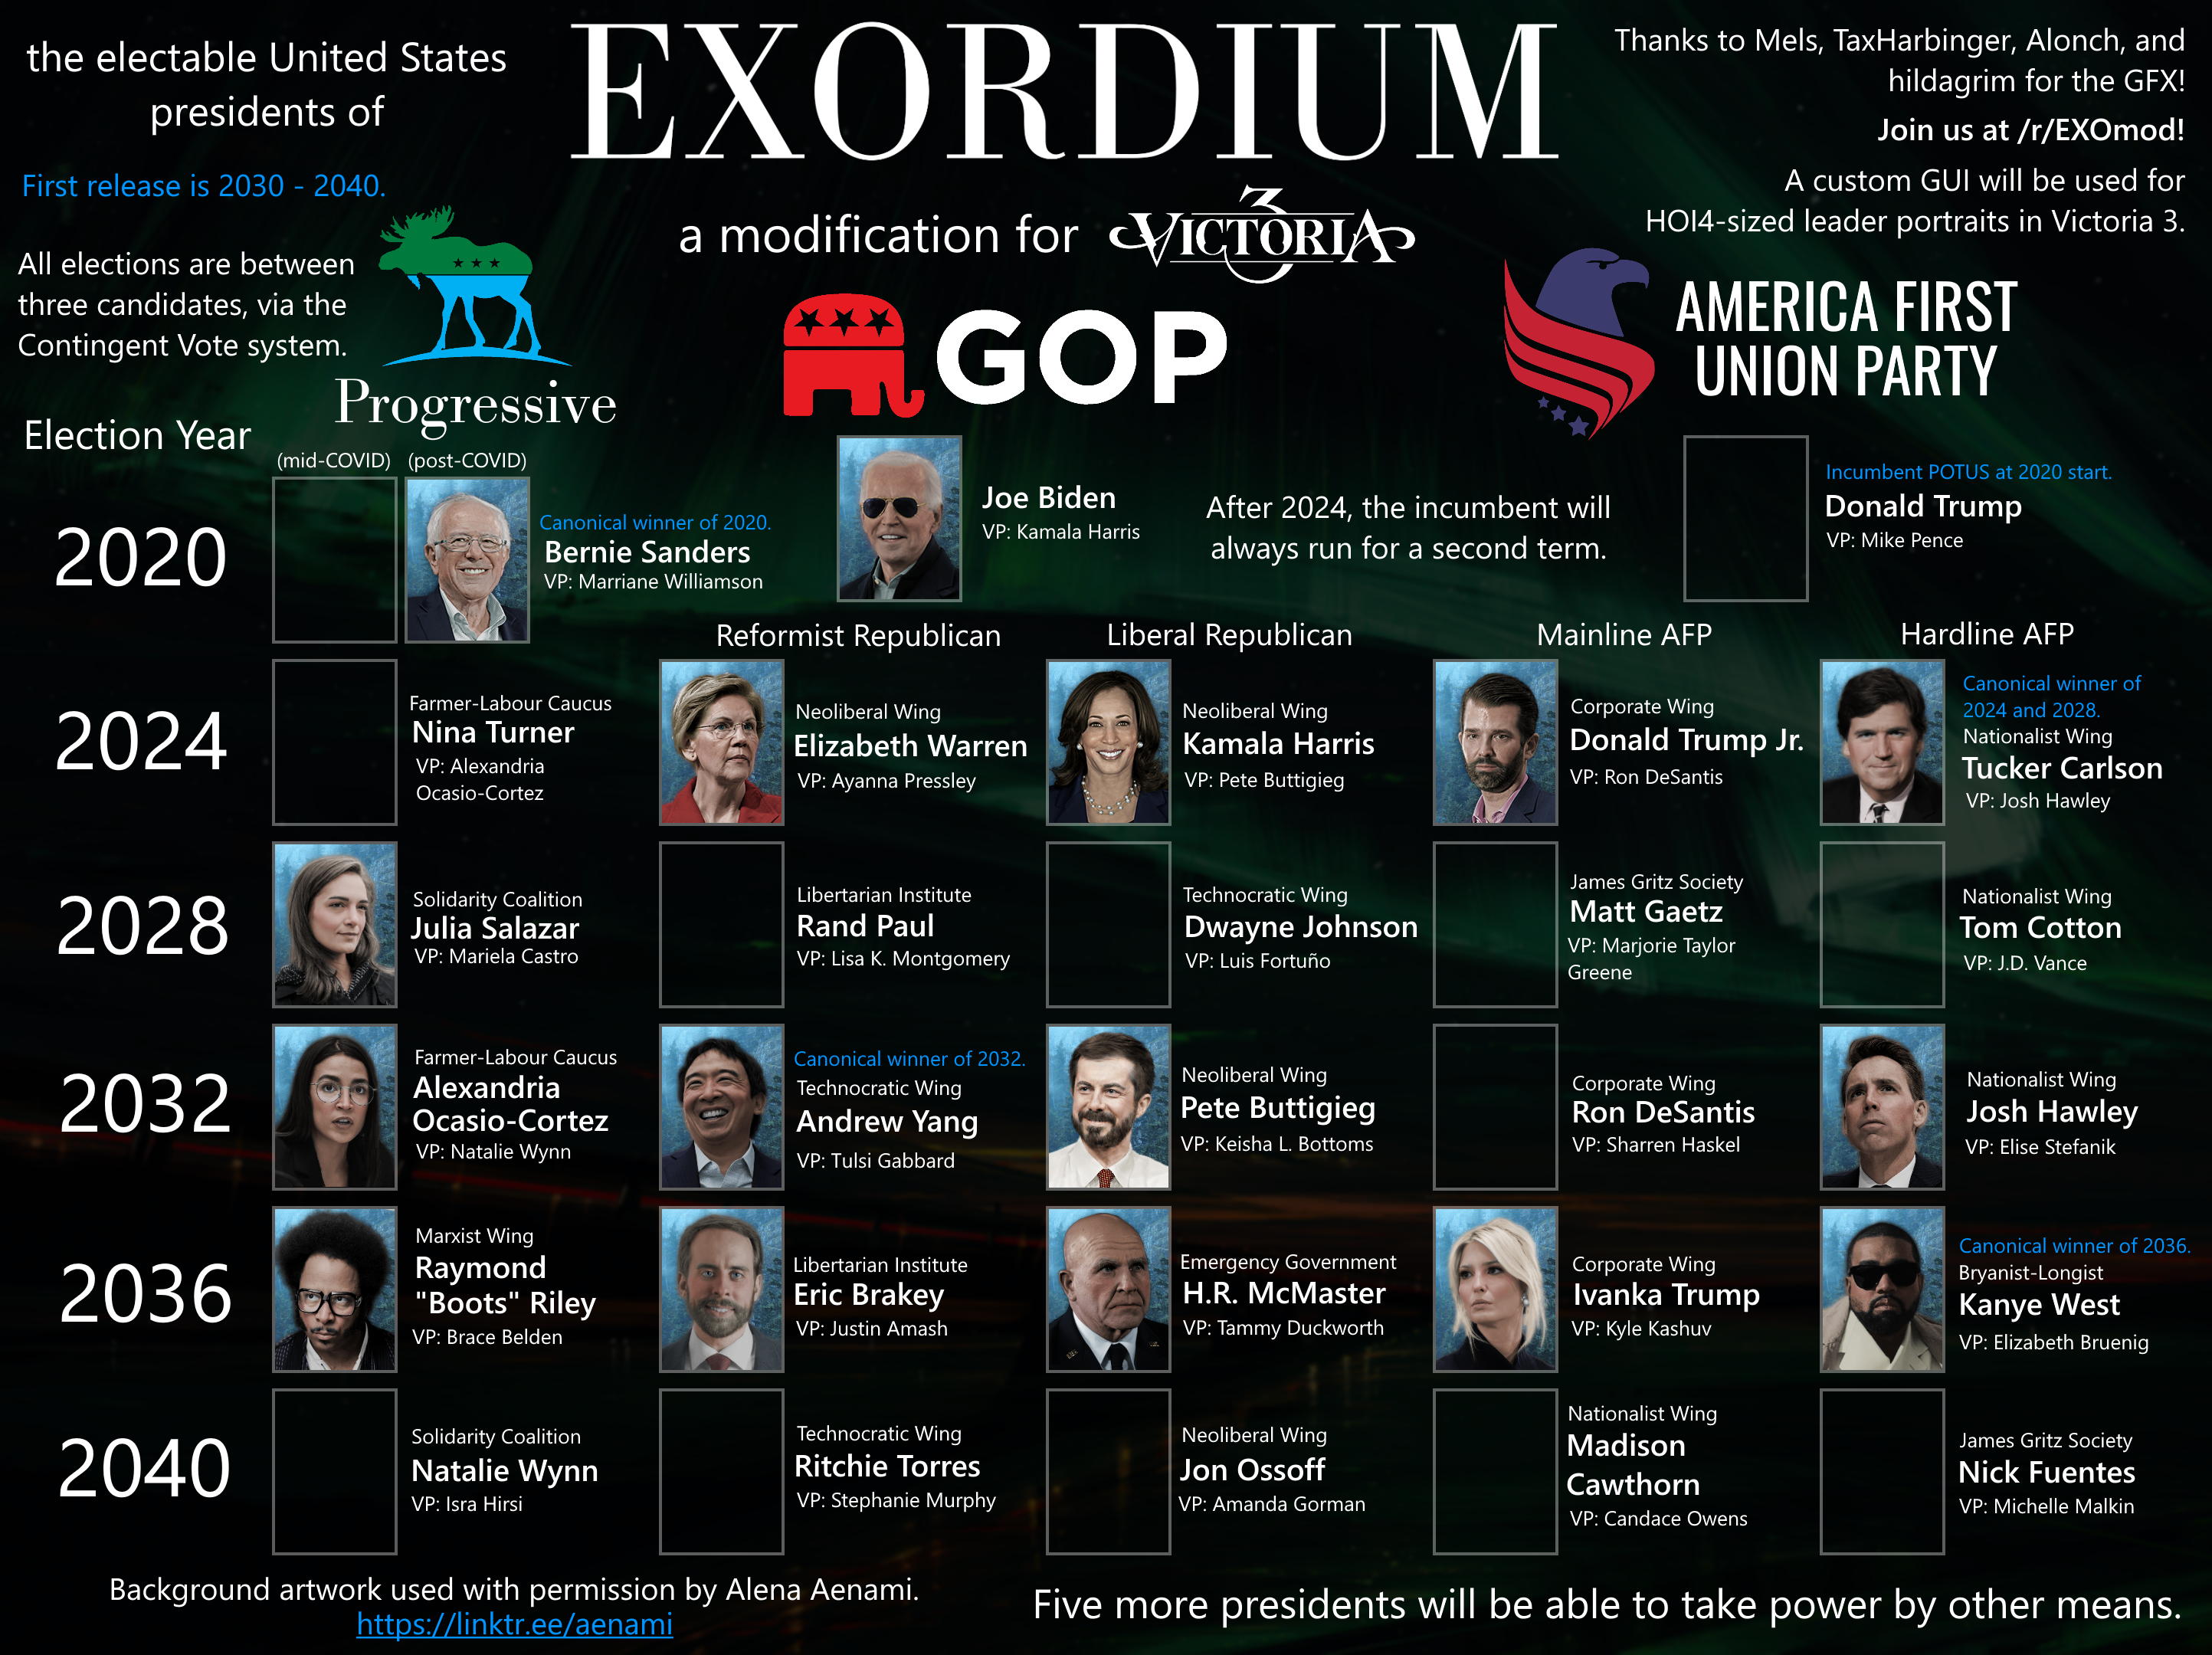 the electable United States
presidents of
EXORDIUM
a modification for VICTORIA 3
First release is 2030 - 2040.
All elections are between
three candidates, via the
Contingent Vote system.
Thanks to Mels, TaxHarbinger, Alonch, and
hildagrim for the GFX!
Join us at /r/EXOmod!
A custom GUI will be used for
HOI4-sized leader portraits in Victoria 3.
Progressive
GOP
AMERICA FIRST
UNION PARTY
Election Year
(mid-COVID) (post-COVID)
2020
Canonical winner of 2020.
Bernie Sanders
VP: Marriane Williamson
Joe Biden
VP: Kamala Harris
After 2024, the incumbent will
always run for a second term.
Incumbent POTUS at 2020 start.
Donald Trump
VP: Mike Pence
Reformist Republican
Liberal Republican
Mainline AFP
Hardline AFP
2024
Farmer-Labour Caucus
Nina Turner
VP: Alexandria
Ocasio-Cortez
Neoliberal Wing
Elizabeth Warren
VP: Ayanna Pressley
Neoliberal Wing
Kamala Harris
VP: Pete Buttigieg
Corporate Wing
Donald Trump Jr.
VP: Ron DeSantis
Canonical winner of
2024 and 2028.
Nationalist Wing
Tucker Carlson
VP: Josh Hawley
2028
Solidarity Coalition
Julia Salazar
VP: Mariela Castro
Libertarian Institute
Rand Paul
VP: Lisa K. Montgomery
Technocratic Wing
Dwayne Johnson
VP: Luis Fortuño
James Gritz Society
Matt Gaetz
VP: Marjorie Taylor
Greene
Nationalist Wing
Tom Cotton
VP: J.D. Vance
2032
Farmer-Labour Caucus
Alexandria
Ocasio-Cortez
VP: Natalie Wynn
Canonical winner of 2032.
Technocratic Wing
Andrew Yang
VP: Tulsi Gabbard
Neoliberal Wing
Pete Buttigieg
VP: Keisha L. Bottoms
Corporate Wing
Ron DeSantis
VP: Sharren Haskel
Nationalist Wing
Josh Hawley
VP: Elise Stefanik
2036
Marxist Wing
Raymond
"Boots" Riley
VP: Brace Belden
Libertarian Institute
Eric Brakey
VP: Justin Amash
Emergency Government
H.R. McMaster
VP: Tammy Duckworth
Corporate Wing
Ivanka Trump
VP: Kyle Kashuv
Canonical winner of 2036.
Bryanist-Longist
Kanye West
VP: Elizabeth Bruenig
2040
Solidarity Coalition
Natalie Wynn
VP: Isra Hirsi
Technocratic Wing
Ritchie Torres
VP: Stephanie Murphy
Neoliberal Wing
Jon Ossoff
VP: Amanda Gorman
Nationalist Wing
Madison
Cawthorn
VP: Candace Owens
James Gritz Society
Nick Fuentes
VP: Michelle Malkin
Background artwork used with permission by Alena Aenami.
https://linktr.ee/aenami
Five more presidents will be able to take power by other means.